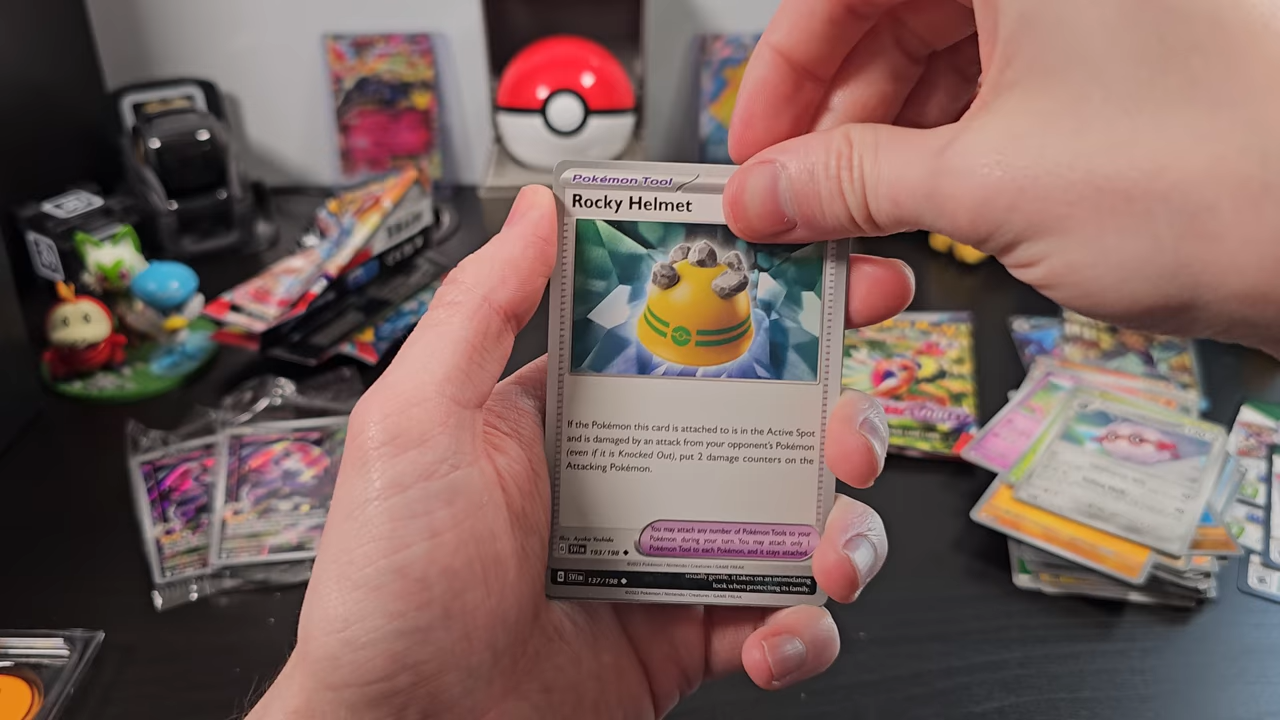 Pokémon Tool
Rocky Helmet
If the Pokémon this card is attached to is in the Active Spot
and is damaged by an attack from your opponent's Pokémon
(even if it is Knocked Out), put 2 damage counters on the
Attacking Pokémon.
You may attach any number of Pokémon Tools to your
Pokémon during your turn. You may attach only 1
Pokémon Tool to each Pokémon, and it stays attached.
Illus. Ayaka Yoshida
G SVI EN 193/198
©2023 Pokémon / Nintendo / Creatures / GAME FREAK
usually gentle, it takes on an intimidating
look when protecting its family.
G SVI EN 137/198
©2023 Pokémon / Nintendo / Creatures / GAME FREAK